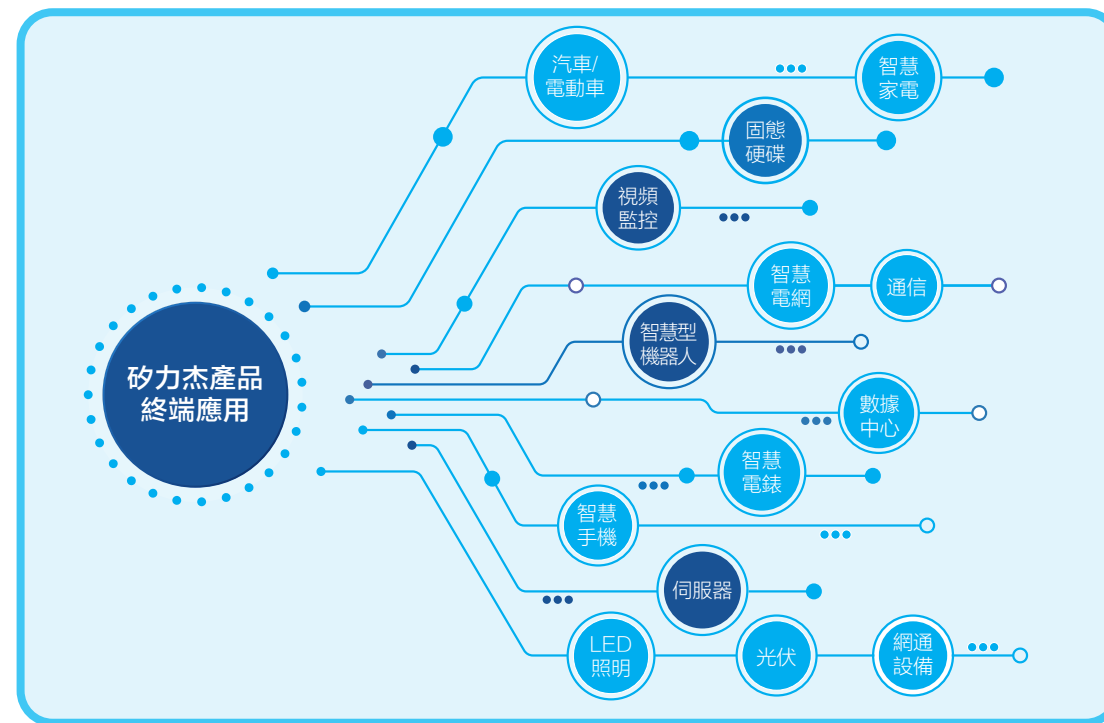 矽力杰產品
終端應用
汽車/
電動車
智慧
家電
固態
硬碟
視頻
監控
智慧
電網
通信
智慧型
機器人
數據
中心
智慧
電錶
智慧
手機
伺服器
LED
照明
光伏
網通
設備